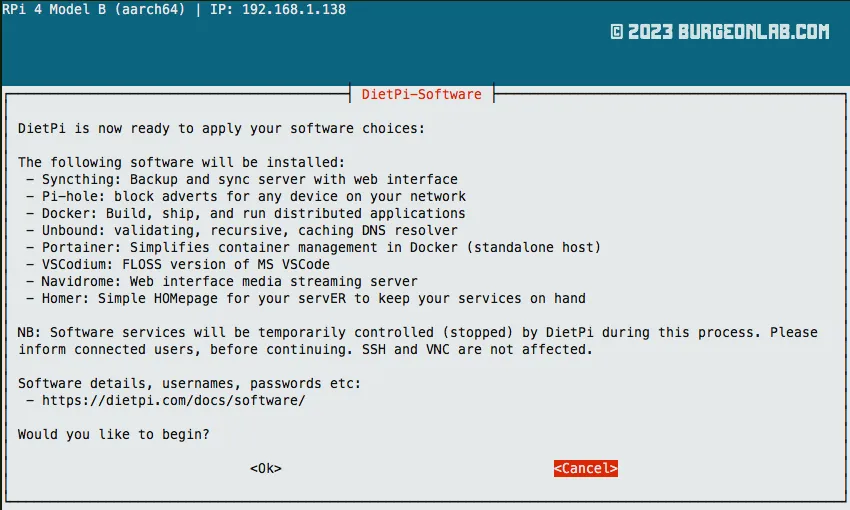 RPi 4 Model B (aarch64) | IP: 192.168.1.138
© 2023 BURGEONLAB.COM
DietPi-Software
DietPi is now ready to apply your software choices:
The following software will be installed:
- Syncthing: Backup and sync server with web interface
- Pi-hole: block adverts for any device on your network
- Docker: Build, ship, and run distributed applications
- Unbound: validating, recursive, caching DNS resolver
- Portainer: Simplifies container management in Docker (standalone host)
- VSCodium: FLOSS version of MS VSCode
- Navidrome: Web interface media streaming server
- Homer: Simple HOMepage for your servER to keep your services on hand
NB: Software services will be temporarily controlled (stopped) by DietPi during this process. Please
inform connected users, before continuing. SSH and VNC are not affected.
Software details, usernames, passwords etc:
- https://dietpi.com/docs/software/
Would you like to begin?
<Ok> <Cancel>